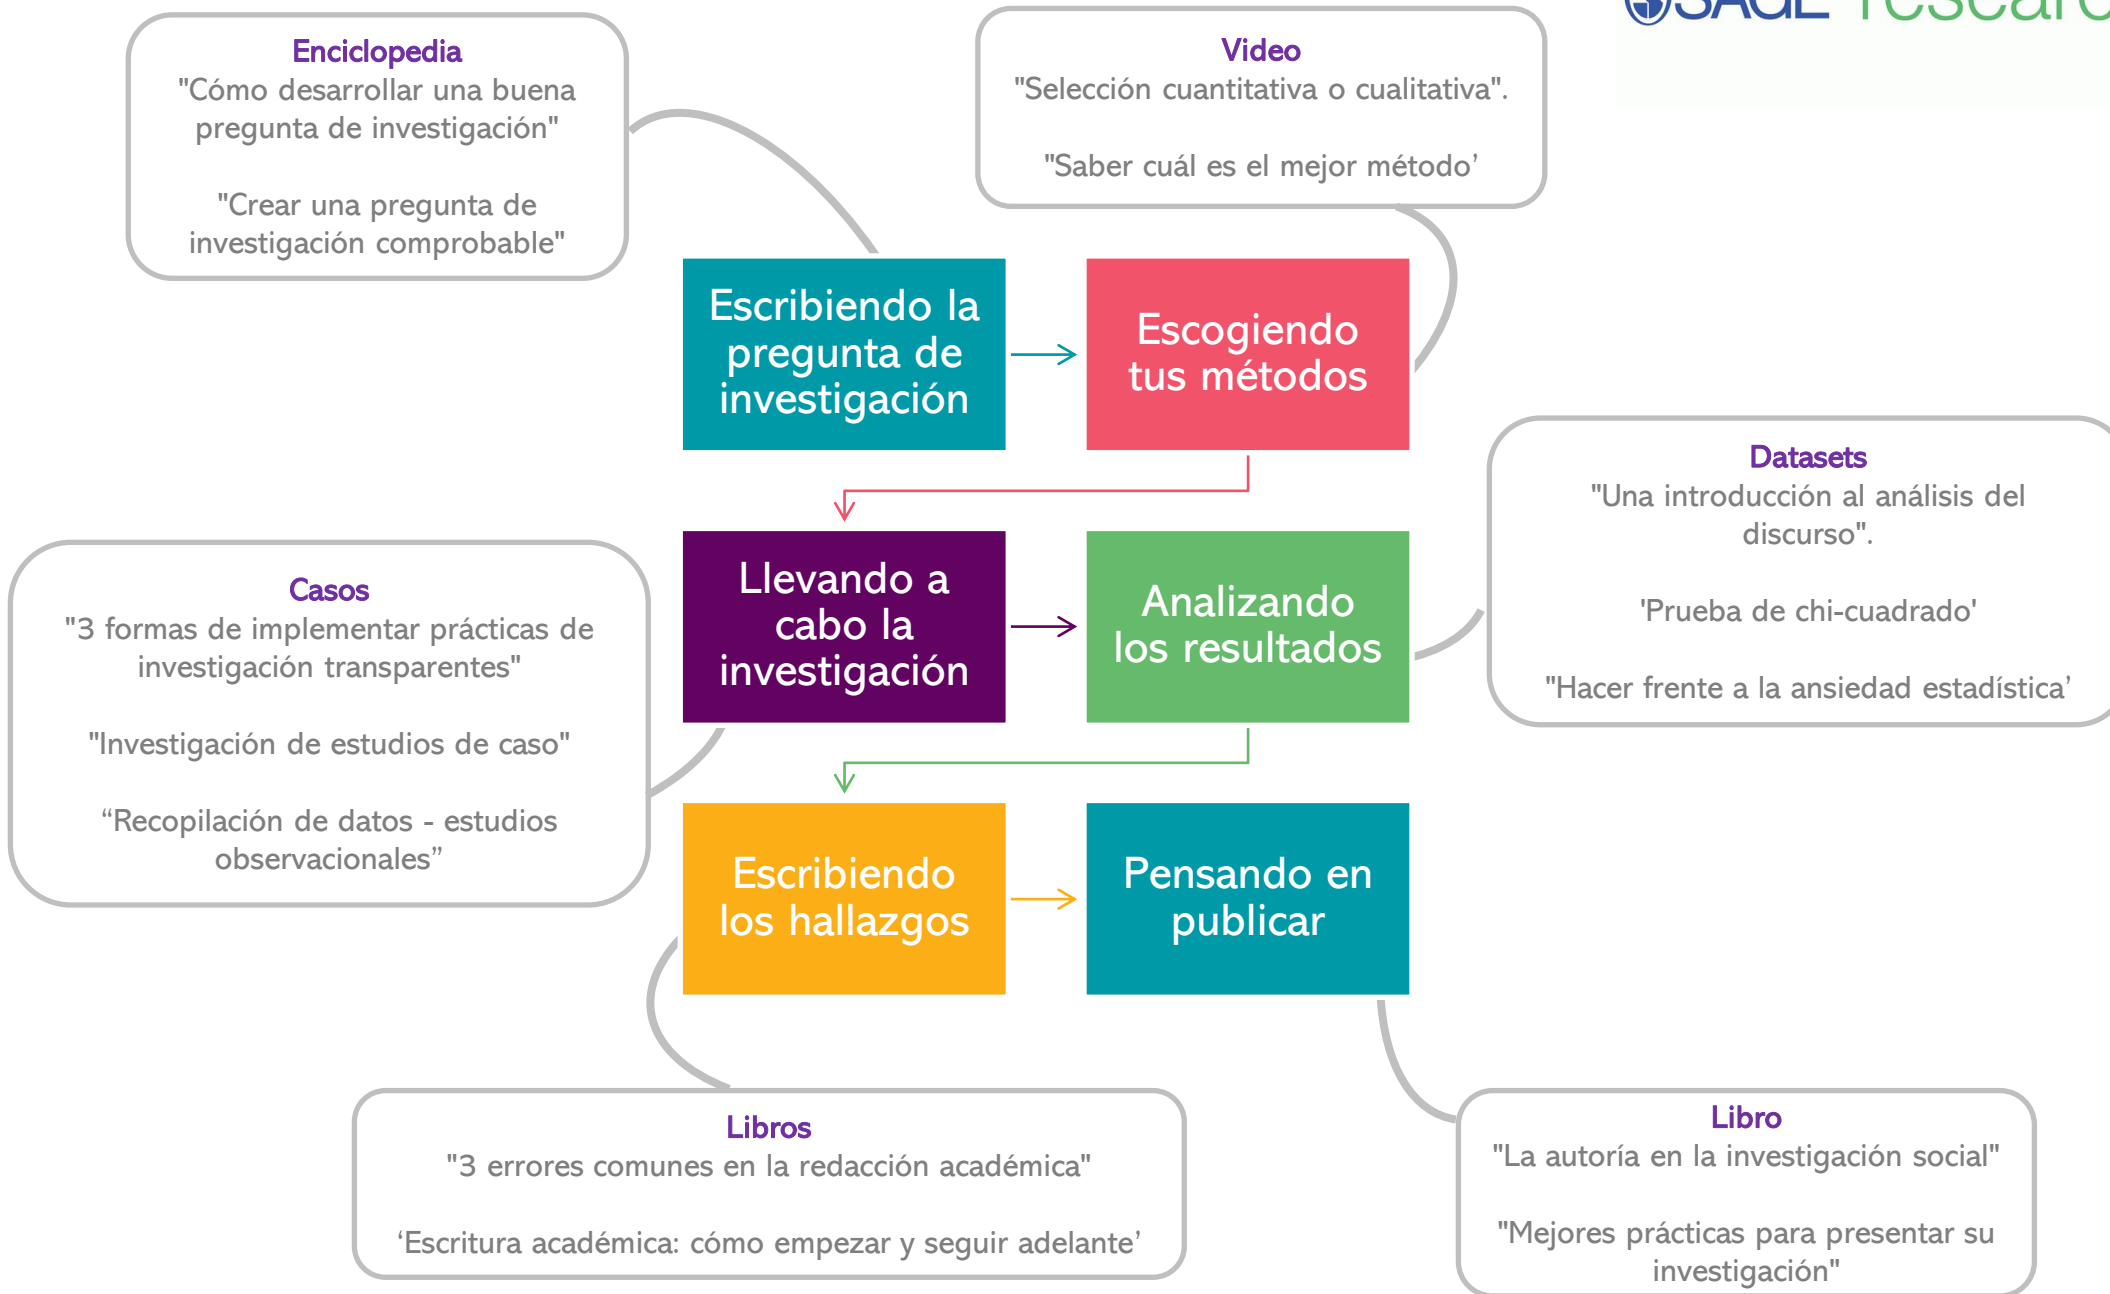 SAGE
Enciclopedia
"Cómo desarrollar una buena
pregunta de investigación"
"Crear una pregunta de
investigación comprobable"
Video
"Selección cuantitativa o cualitativa".
"Saber cuál es el mejor método’
Escribiendo la
pregunta de
investigación
Escogiendo
tus métodos
Datasets
"Una introducción al análisis del
discurso".
'Prueba de chi-cuadrado'
"Hacer frente a la ansiedad estadística’
Casos
"3 formas de implementar prácticas de
investigación transparentes"
"Investigación de estudios de caso"
“Recopilación de datos - estudios
observacionales”
Llevando a
cabo la
investigación
Analizando
los resultados
Escribiendo
los hallazgos
Pensando en
publicar
Libros
"3 errores comunes en la redacción académica"
‘Escritura académica: cómo empezar y seguir adelante’
Libro
"La autoría en la investigación social"
"Mejores prácticas para presentar su
investigación"